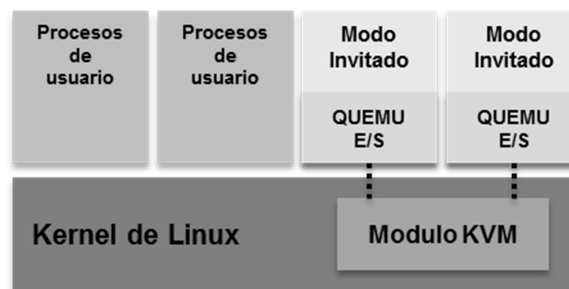 Procesos
de
usuario
Procesos
de
usuario
Modo
Invitado
Modo
Invitado
QUEMU
E/S
QUEMU
E/S
Kernel de Linux
Modulo KVM